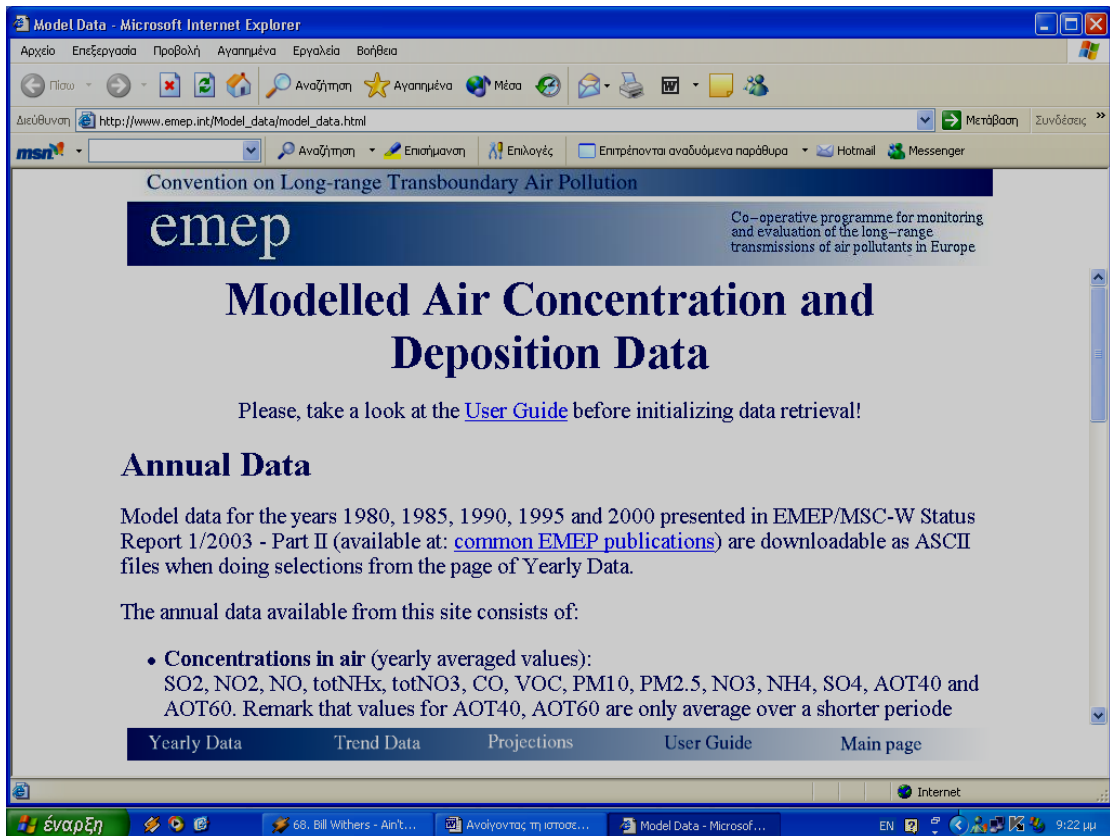 Model Data - Microsoft Internet Explorer
Αρχείο Επεξεργασία Προβολή Αγαπημένα Εργαλεία Βοήθεια
Πίσω Αναζήτηση Αγαπημένα Μέσα
Διεύθυνση http://www.emep.int/Model_data/model_data.html Μετάβαση Συνδέσεις »
msn Αναζήτηση Επισήμανση Επιλογές Επιτρέπονται αναδυόμενα παράθυρα Hotmail Messenger
Convention on Long-range Transboundary Air Pollution
emep
Co-operative programme for monitoring
and evaluation of the long-range
transmissions of air pollutants in Europe
Modelled Air Concentration and
Deposition Data
Please, take a look at the User Guide before initializing data retrieval!
Annual Data
Model data for the years 1980, 1985, 1990, 1995 and 2000 presented in EMEP/MSC-W Status
Report 1/2003 - Part II (available at: common EMEP publications) are downloadable as ASCII
files when doing selections from the page of Yearly Data.
The annual data available from this site consists of:
• Concentrations in air (yearly averaged values):
SO2, NO2, NO, totNHx, totNO3, CO, VOC, PM10, PM2.5, NO3, NH4, SO4, AOT40 and
AOT60. Remark that values for AOT40, AOT60 are only average over a shorter periode
Yearly Data Trend Data Projections User Guide Main page
Internet
έναρξη 68. Bill Withers - Ain't... Ανοίγοντας τη ιστοσε... Model Data - Microsof... EN 9:22 μμ